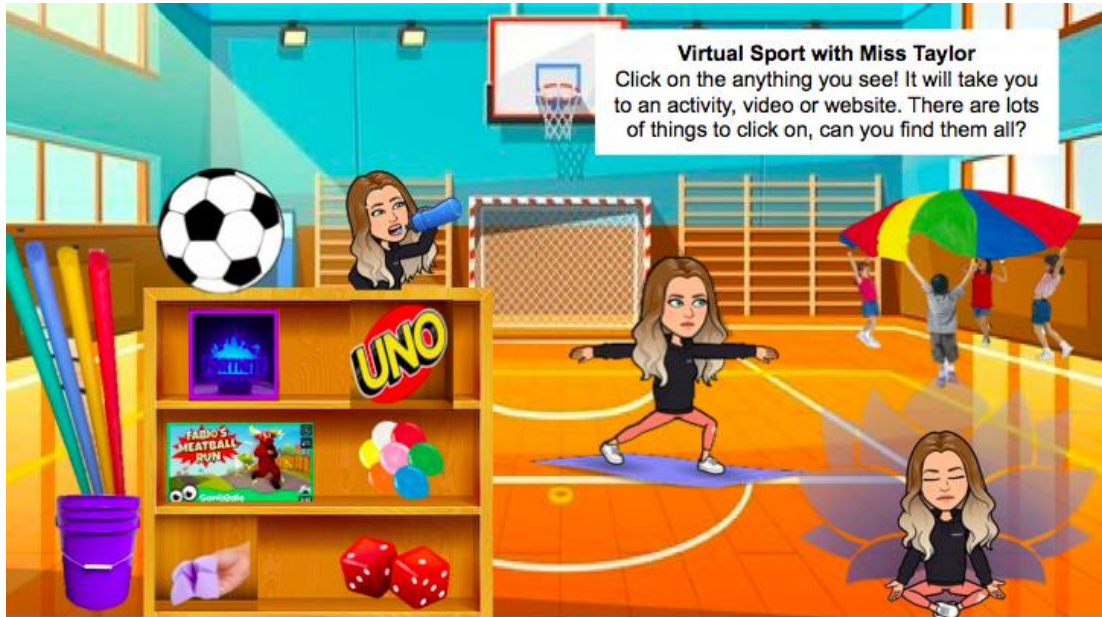 Virtual Sport with Miss Taylor
Click on the anything you see! It will take you
to an activity, video or website. There are lots
of things to click on, can you find them all?
UNO
FORTNITE
FABIO'S
MEATBALL
RUN
GoNoodle